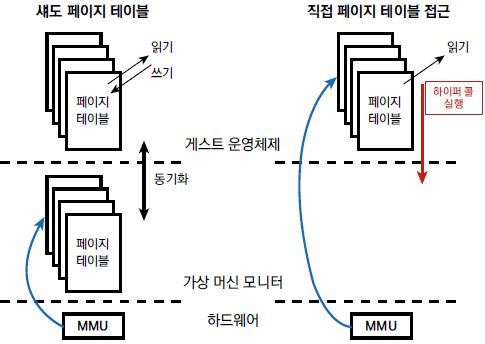 섀도 페이지 테이블
읽기
쓰기
페이지
테이블
동기화
페이지
테이블
MMU
게스트 운영체제
가상 머신 모니터
하드웨어
직접 페이지 테이블 접근
읽기
페이지
테이블
하이퍼 콜
실행
MMU